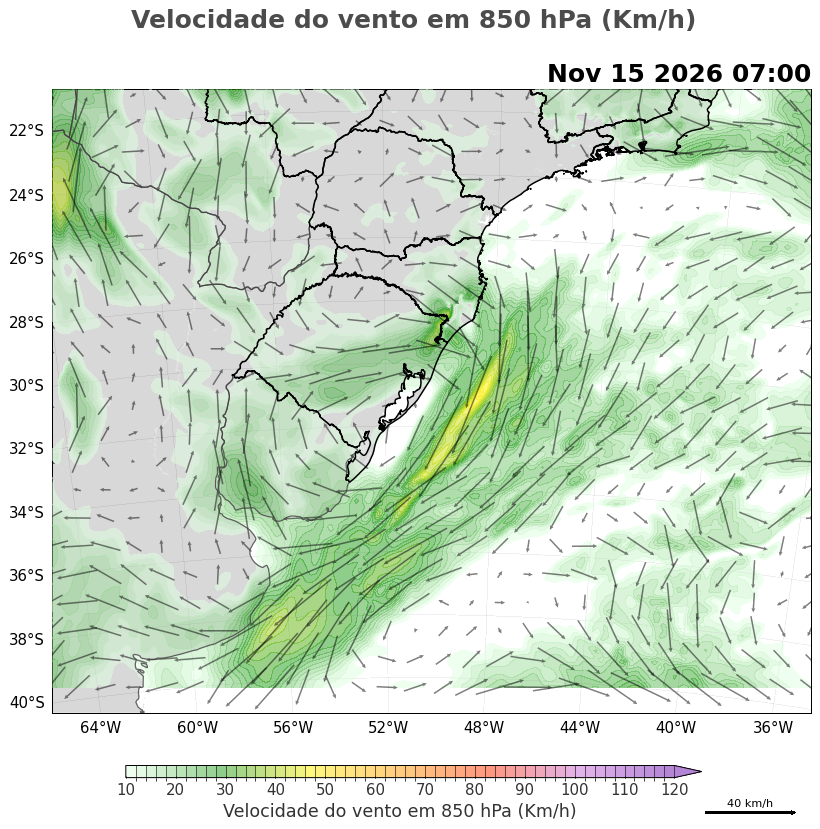 Velocidade do vento em 850 hPa (Km/h)
Nov 15 2026 07:00
22°S
24°S
26°S
28°S
30°S
32°S
34°S
36°S
38°S
40°S
64°W 60°W 56°W 52°W 48°W 44°W 40°W 36°W
10 20 30 40 50 60 70 80 90 100 110 120
Velocidade do vento em 850 hPa (Km/h)
40 km/h